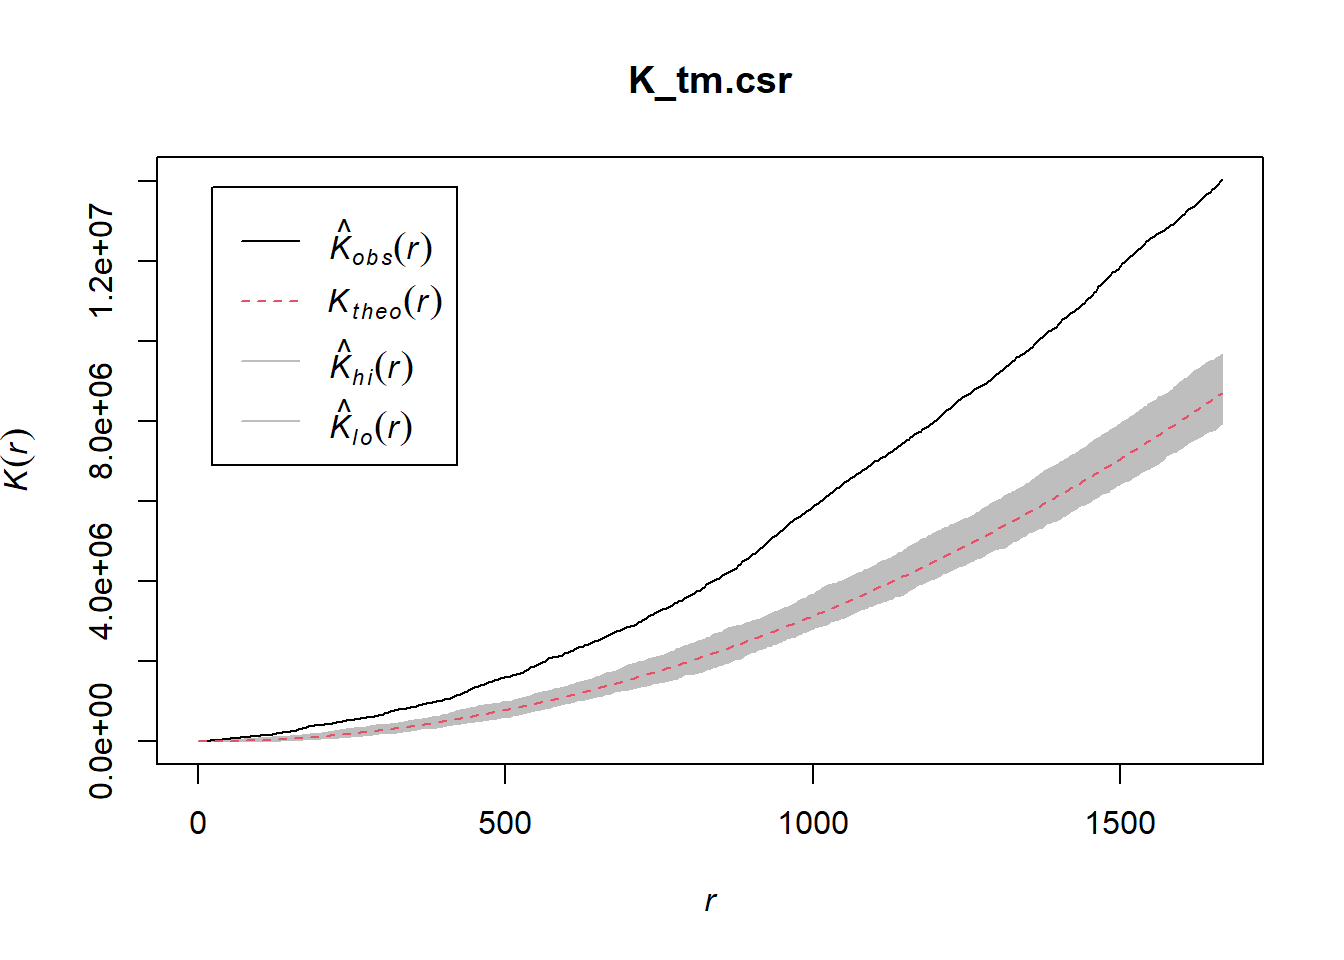 K_tm.csr
K̂obs(r)
Ktheo(r)
K̂hi(r)
K̂lo(r)
K(r)
1.2e+07
8.0e+06
4.0e+06
0.0e+00
0 500 1000 1500
r